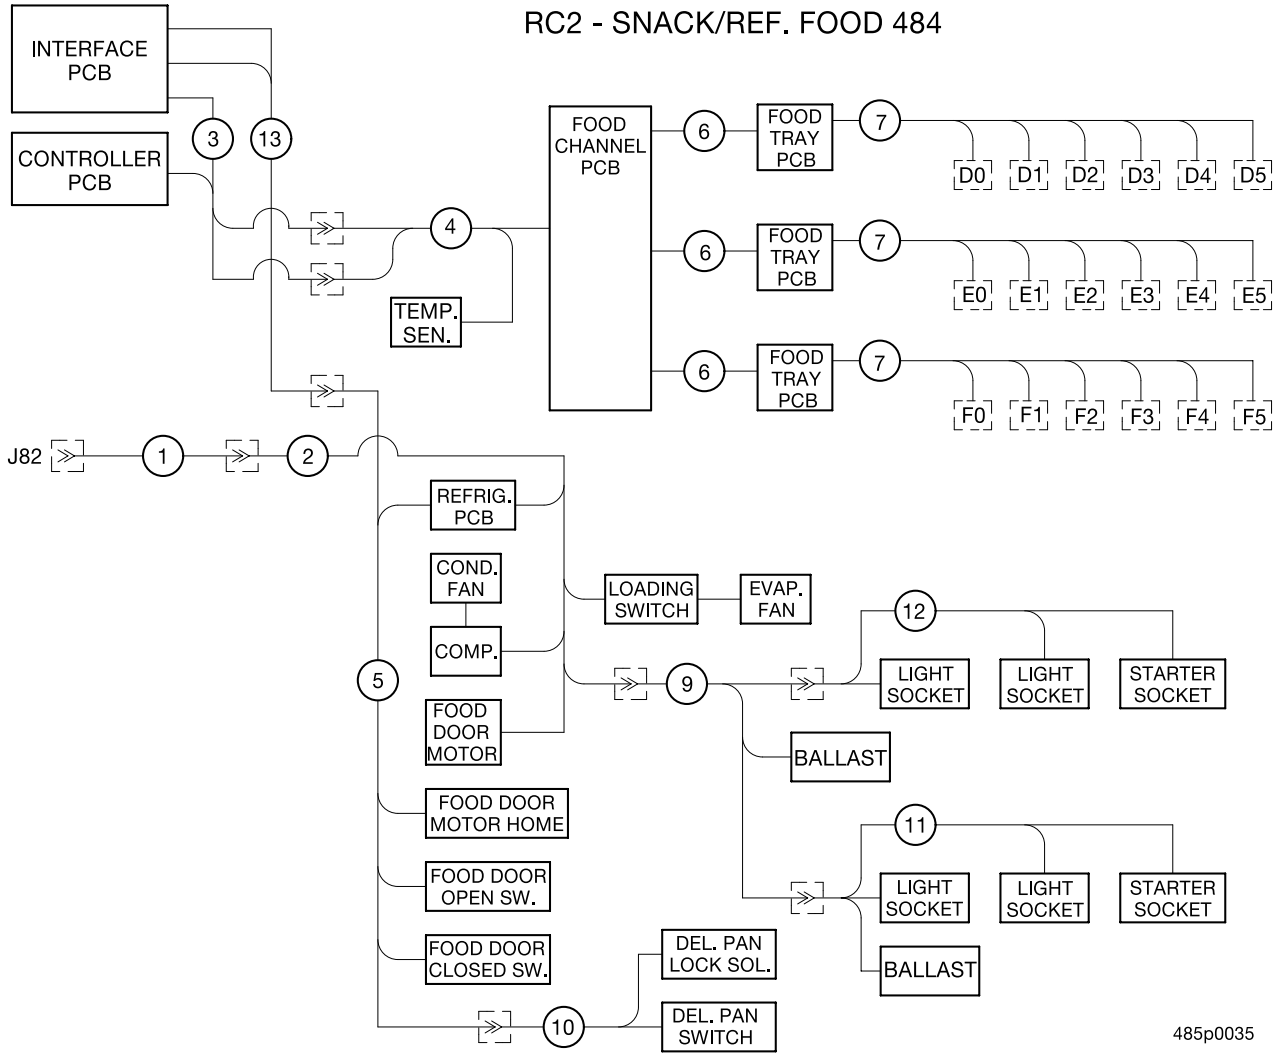 RC2 - SNACK/REF. FOOD 484
INTERFACE
PCB
CONTROLLER
PCB
3
13
4
FOOD
CHANNEL
PCB
6
FOOD
TRAY
PCB
7
D0 D1 D2 D3 D4 D5
6
FOOD
TRAY
PCB
7
E0 E1 E2 E3 E4 E5
6
FOOD
TRAY
PCB
7
F0 F1 F2 F3 F4 F5
TEMP.
SEN.
J82
1
2
REFRIG.
PCB
COND.
FAN
COMP.
FOOD
DOOR
MOTOR
LOADING
SWITCH
EVAP.
FAN
5
9
12
LIGHT
SOCKET
LIGHT
SOCKET
STARTER
SOCKET
BALLAST
11
LIGHT
SOCKET
LIGHT
SOCKET
STARTER
SOCKET
BALLAST
FOOD DOOR
MOTOR HOME
FOOD DOOR
OPEN SW.
FOOD DOOR
CLOSED SW.
10
DEL. PAN
LOCK SOL.
DEL. PAN
SWITCH
485p0035